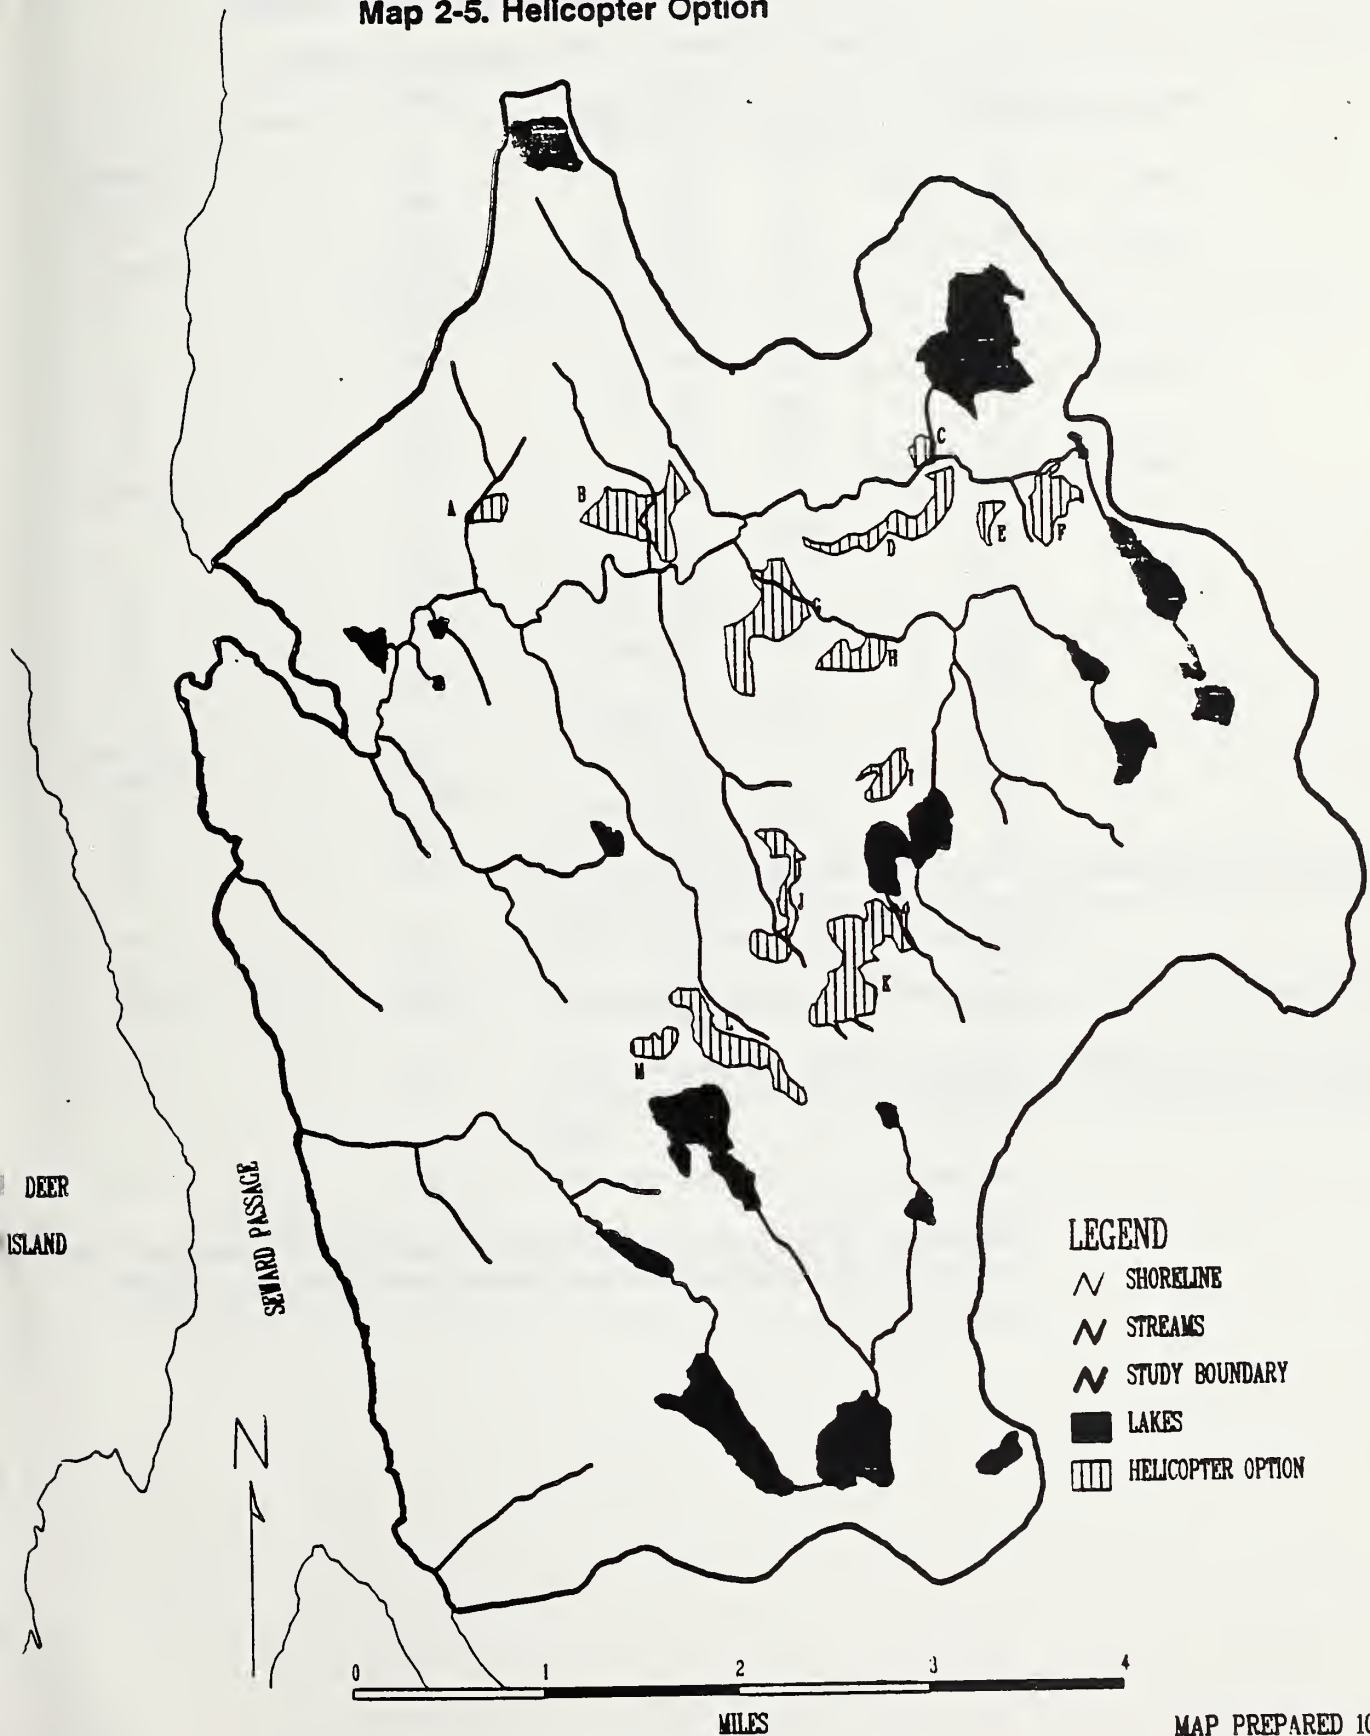 Map 2-5. Helicopter Option
C
A
B
D
E
F
G
H
I
J
K
L
M
DEER
ISLAND
SEWARD PASSAGE
N
LEGEND
SHORELINE
STREAMS
STUDY BOUNDARY
LAKES
HELICOPTER OPTION
0 1 2 3 4
MILES
MAP PREPARED